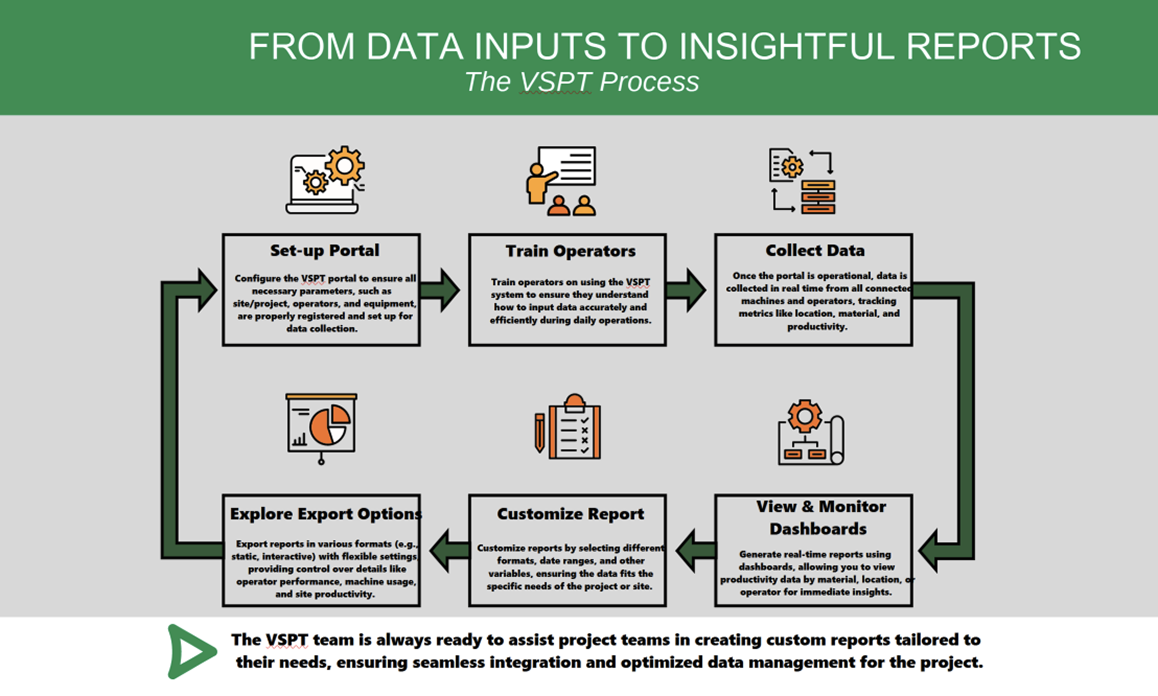 FROM DATA INPUTS TO INSIGHTFUL REPORTS
The VSPT Process
Set-up Portal
Configure the VSPT portal to ensure all
necessary parameters, such as
site/project, operators, and equipment,
are properly registered and set up for
data collection.
Train Operators
Train operators on using the VSPT
system to ensure they understand
how to input data accurately and
efficiently during daily operations.
Collect Data
Once the portal is operational, data is
collected in real time from all connected
machines and operators, tracking
metrics like location, material, and
productivity.
View & Monitor
Dashboards
Generate real-time reports using
dashboards, allowing you to view
productivity data by material, location, or
operator for immediate insights.
Customize Report
Customize reports by selecting different
formats, date ranges, and other
variables, ensuring the data fits the
specific needs of the project or site.
Explore Export Options
Export reports in various formats (e.g.,
static, interactive) with flexible settings,
providing control over details like
operator performance, machine usage,
and site productivity.
The VSPT team is always ready to assist project teams in creating custom reports tailored to
their needs, ensuring seamless integration and optimized data management for the project.